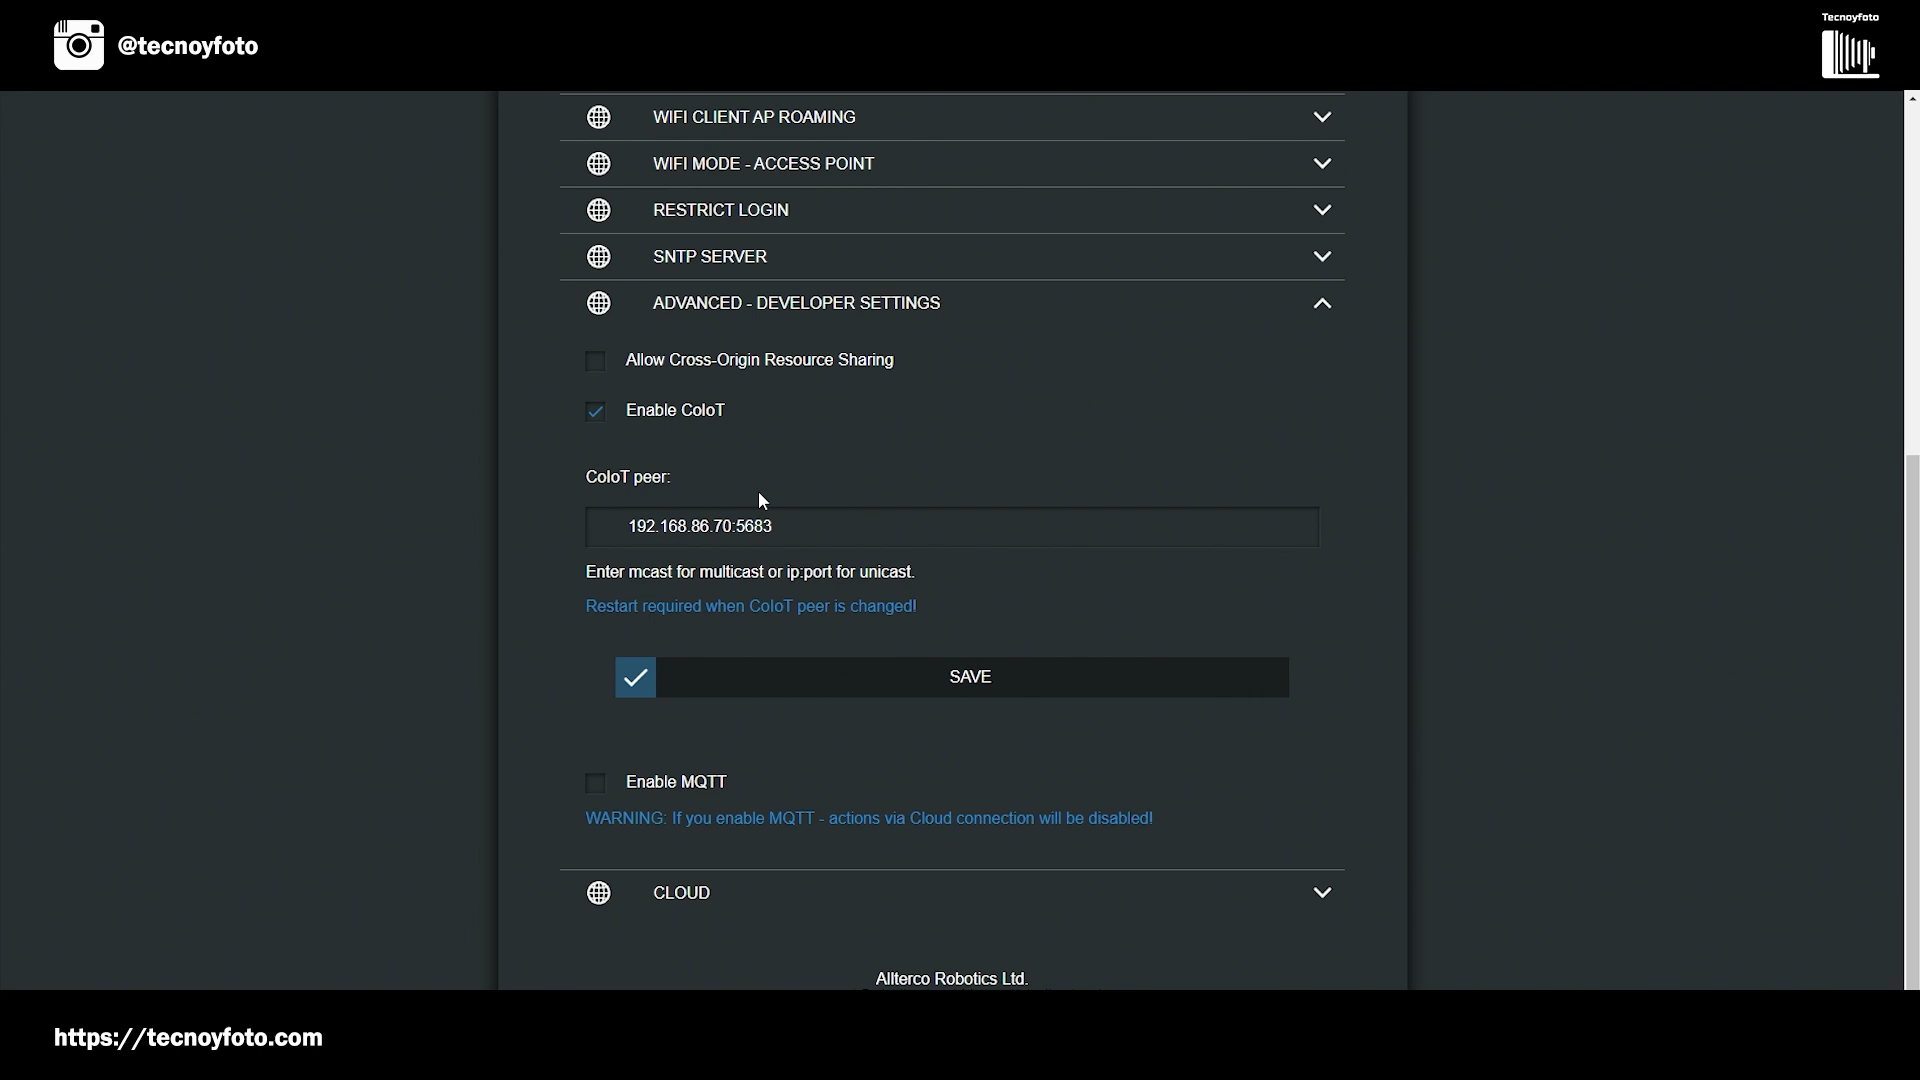 @tecnoyfoto
Tecnoyfoto
WIFI CLIENT AP ROAMING
WIFI MODE - ACCESS POINT
RESTRICT LOGIN
SNTP SERVER
ADVANCED - DEVELOPER SETTINGS
Allow Cross-Origin Resource Sharing
Enable CoIoT
CoIoT peer:
192.168.86.70:5683
Enter mcast for multicast or ip:port for unicast.
Restart required when CoIoT peer is changed!
SAVE
Enable MQTT
WARNING: If you enable MQTT - actions via Cloud connection will be disabled!
CLOUD
Allterco Robotics Ltd.
https://tecnoyfoto.com